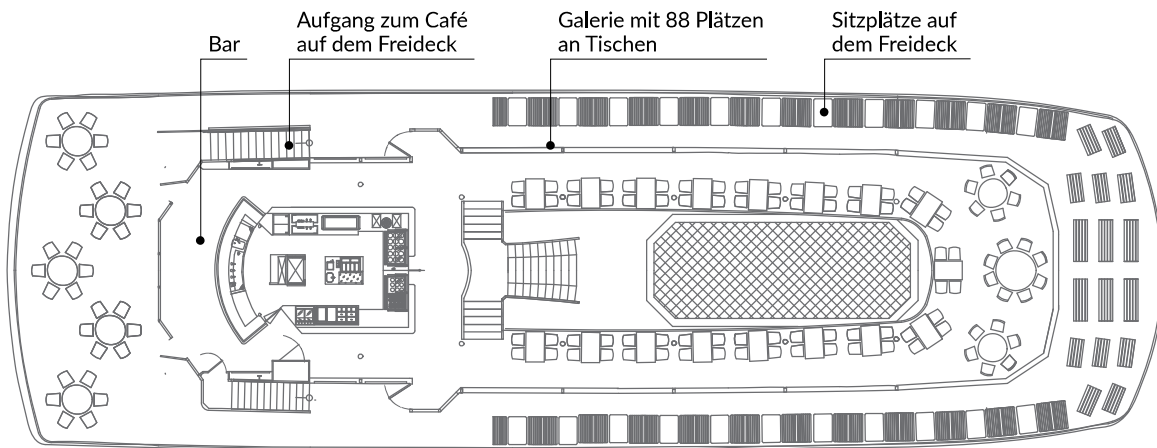 Bar
Aufgang zum Café
auf dem Freideck
Galerie mit 88 Plätzen
an Tischen
Sitzplätze auf
dem Freideck